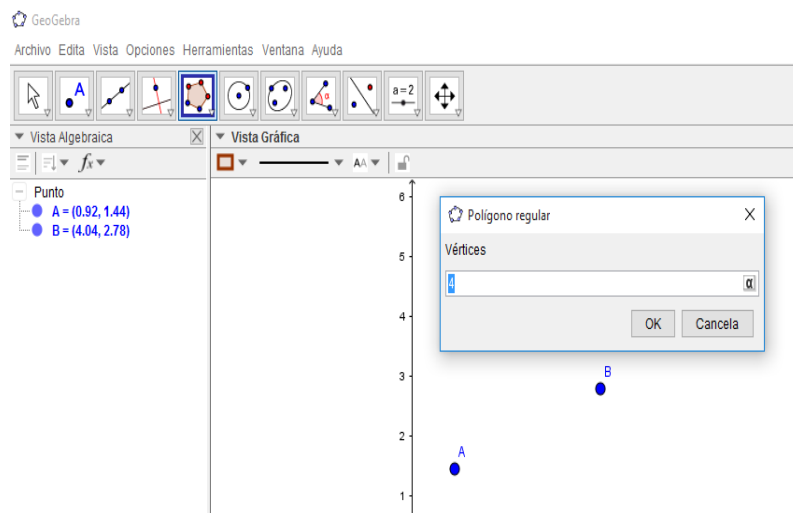 GeoGebra
Archivo Edita Vista Opciones Herramientas Ventana Ayuda
A
α
a=2
Vista Algebraica
Vista Gráfica
fx
AA
Punto
A = (0.92, 1.44)
B = (4.04, 2.78)
6
Polígono regular
Vértices
5
4
α
4
OK Cancela
3
B
2
A
1